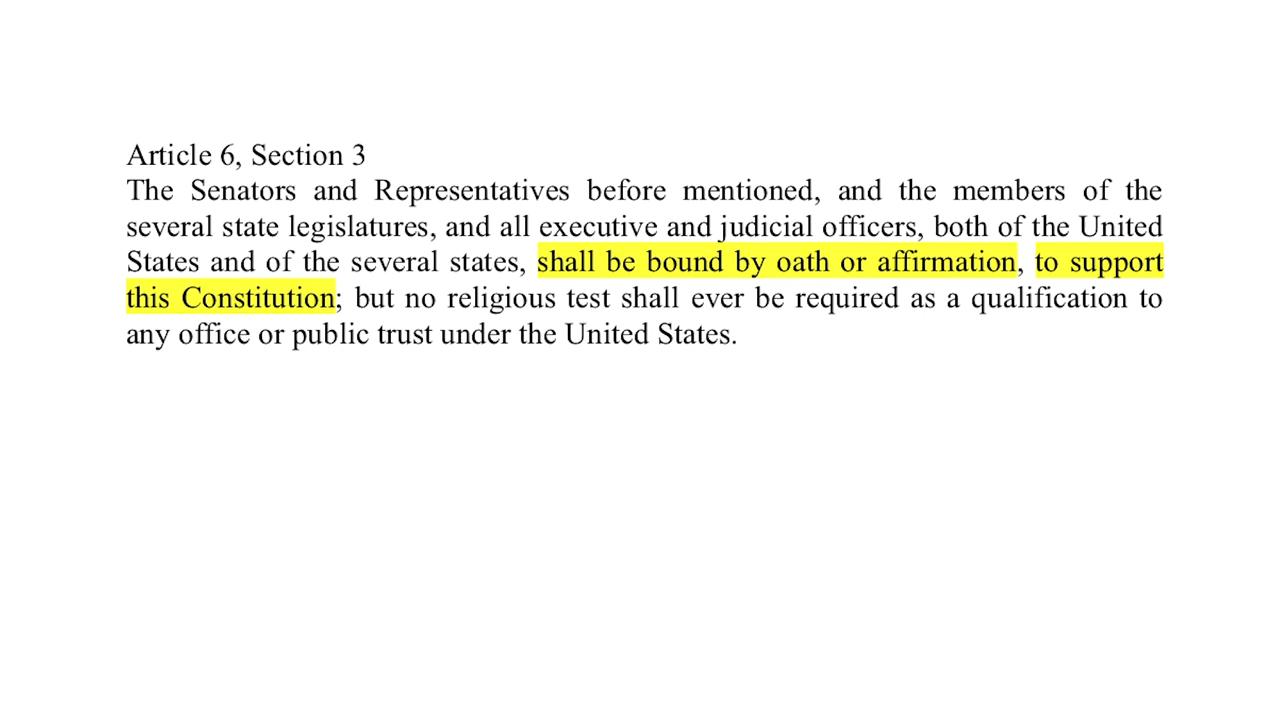 Article 6, Section 3
The Senators and Representatives before mentioned, and the members of the
several state legislatures, and all executive and judicial officers, both of the United
States and of the several states, shall be bound by oath or affirmation, to support
this Constitution; but no religious test shall ever be required as a qualification to
any office or public trust under the United States.